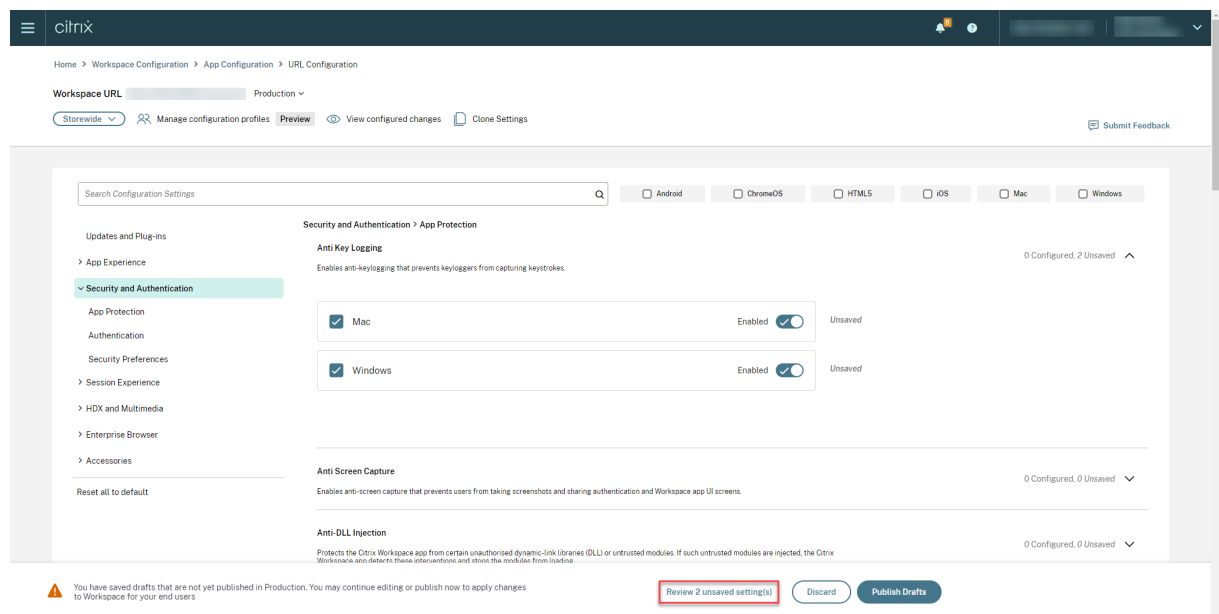 citrix
8
?
Home > Workspace Configuration > App Configuration > URL Configuration
Workspace URL
Production
Storewide
Manage configuration profiles
Preview
View configured changes
Clone Settings
Submit Feedback
Search Configuration Settings
Android
ChromeOS
HTML5
iOS
Mac
Windows
Updates and Plug-ins
App Experience
Security and Authentication
App Protection
Authentication
Security Preferences
Session Experience
HDX and Multimedia
Enterprise Browser
Accessories
Reset all to default
Security and Authentication > App Protection
Anti Key Logging
Enables anti-keylogging that prevents keyloggers from capturing keystrokes.
0 Configured, 2 Unsaved
Mac
Enabled
Unsaved
Windows
Enabled
Unsaved
Anti Screen Capture
Enables anti-screen capture that prevents users from taking screenshots and sharing authentication and Workspace app UI screens.
0 Configured, 0 Unsaved
Anti-DLL Injection
Protects the Citrix Workspace app from certain unauthorised dynamic-link libraries (DLL) or untrusted modules. If such untrusted modules are injected, the Citrix
Workspace app detects these interventions and stops the modules from loading.
0 Configured, 0 Unsaved
You have saved drafts that are not yet published in Production. You may continue editing or publish now to apply changes
to Workspace for your end users
Review 2 unsaved setting(s)
Discard
Publish Drafts